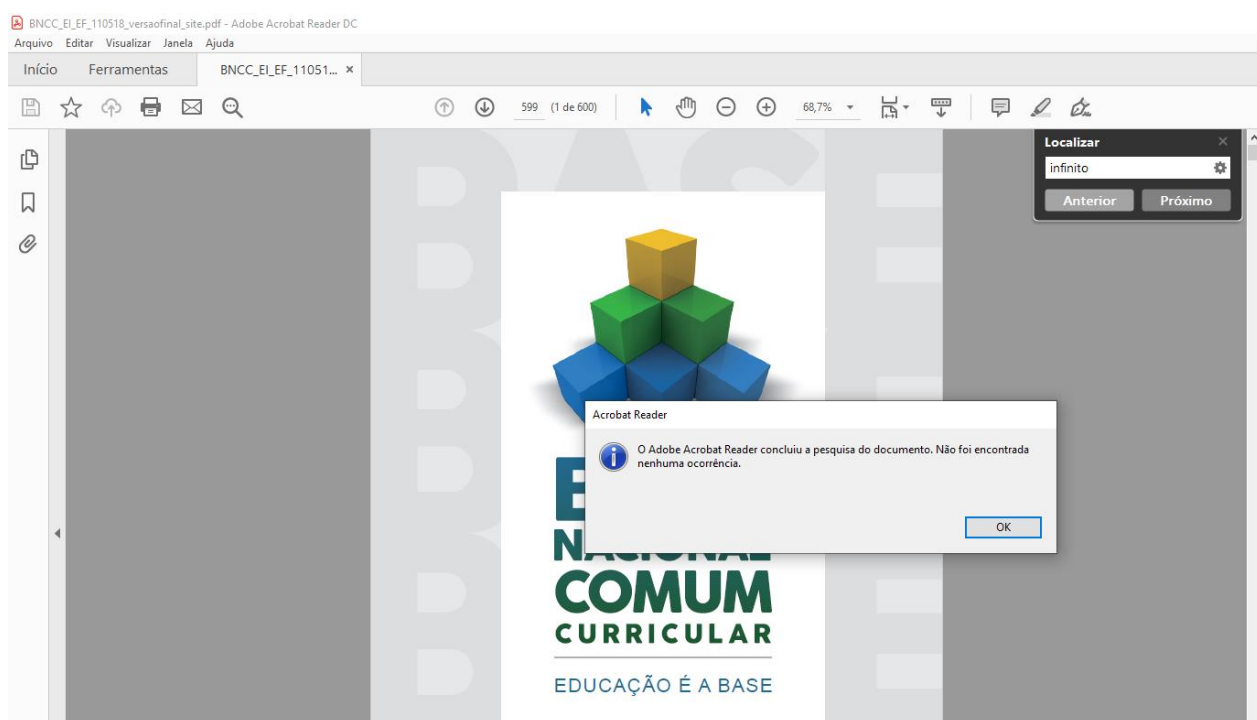 BNCC_EI_EF_110518_versaofinal_site.pdf - Adobe Acrobat Reader DC
Arquivo Editar Visualizar Janela Ajuda
Início Ferramentas BNCC_EI_EF_11051... ×
599 (1 de 600) 68,7%
Localizar ×
infinito
Anterior Próximo
Acrobat Reader
O Adobe Acrobat Reader concluiu a pesquisa do documento. Não foi encontrada
nenhuma ocorrência.
OK
COMUM
CURRICULAR
EDUCAÇÃO É A BASE